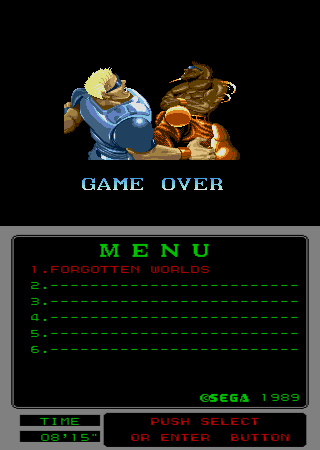 GAME OVER
MENU
1.FORGOTTEN WORLDS
2.--------------------------
3.--------------------------
4.--------------------------
5.--------------------------
6.--------------------------
©SEGA 1989
TIME
08'15"
PUSH SELECT
OR ENTER BUTTON